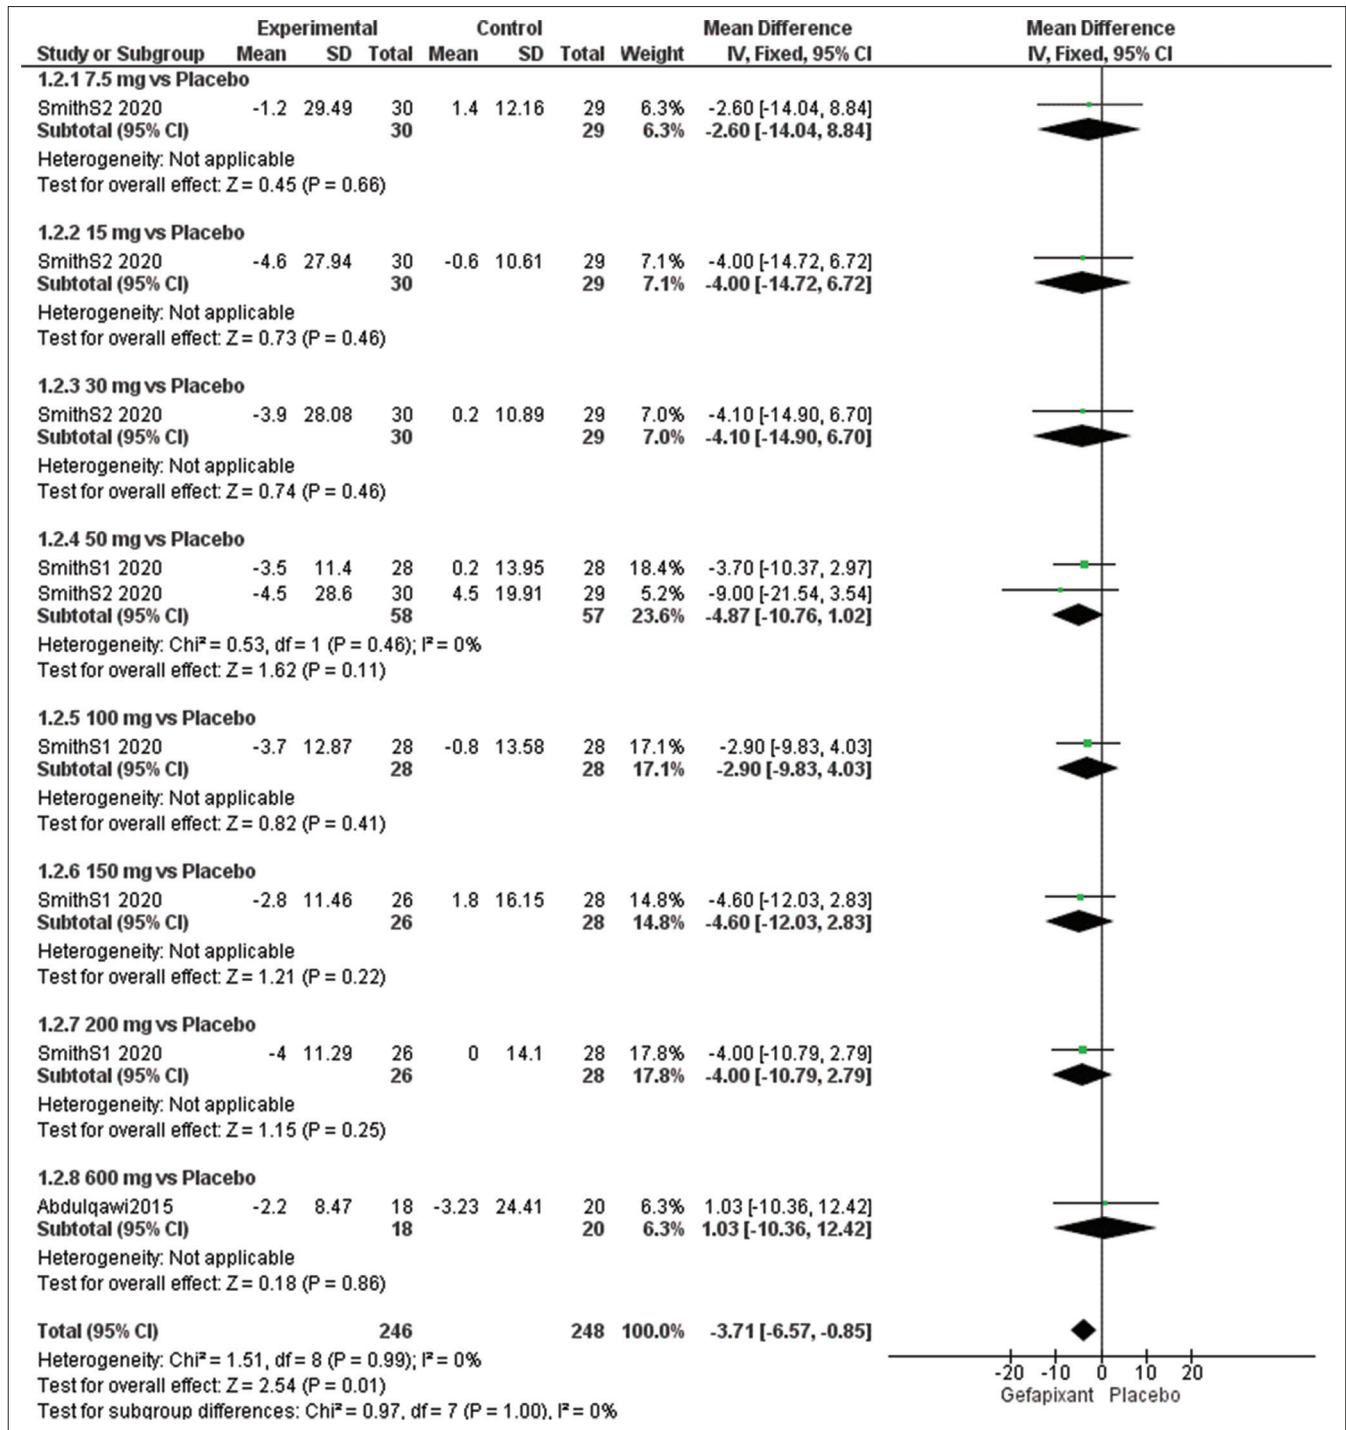 Experimental Control Mean Difference Mean Difference
Study or Subgroup Mean SD Total Mean SD Total Weight IV, Fixed, 95% CI IV, Fixed, 95% CI
1.2.1 7.5 mg vs Placebo
SmithS2 2020 -1.2 29.49 30 1.4 12.16 29 6.3% -2.60 [-14.04, 8.84]
Subtotal (95% CI) 30 29 6.3% -2.60 [-14.04, 8.84]
Heterogeneity: Not applicable
Test for overall effect: Z = 0.45 (P = 0.66)
1.2.2 15 mg vs Placebo
SmithS2 2020 -4.6 27.94 30 -0.6 10.61 29 7.1% -4.00 [-14.72, 6.72]
Subtotal (95% CI) 30 29 7.1% -4.00 [-14.72, 6.72]
Heterogeneity: Not applicable
Test for overall effect: Z = 0.73 (P = 0.46)
1.2.3 30 mg vs Placebo
SmithS2 2020 -3.9 28.08 30 0.2 10.89 29 7.0% -4.10 [-14.90, 6.70]
Subtotal (95% CI) 30 29 7.0% -4.10 [-14.90, 6.70]
Heterogeneity: Not applicable
Test for overall effect: Z = 0.74 (P = 0.46)
1.2.4 50 mg vs Placebo
SmithS1 2020 -3.5 11.4 28 0.2 13.95 28 18.4% -3.70 [-10.37, 2.97]
SmithS2 2020 -4.5 28.6 30 4.5 19.91 29 5.2% -9.00 [-21.54, 3.54]
Subtotal (95% CI) 58 57 23.6% -4.87 [-10.76, 1.02]
Heterogeneity: Chi² = 0.53, df = 1 (P = 0.46); I² = 0%
Test for overall effect: Z = 1.62 (P = 0.11)
1.2.5 100 mg vs Placebo
SmithS1 2020 -3.7 12.87 28 -0.8 13.58 28 17.1% -2.90 [-9.83, 4.03]
Subtotal (95% CI) 28 28 17.1% -2.90 [-9.83, 4.03]
Heterogeneity: Not applicable
Test for overall effect: Z = 0.82 (P = 0.41)
1.2.6 150 mg vs Placebo
SmithS1 2020 -2.8 11.46 26 1.8 16.15 28 14.8% -4.60 [-12.03, 2.83]
Subtotal (95% CI) 26 28 14.8% -4.60 [-12.03, 2.83]
Heterogeneity: Not applicable
Test for overall effect: Z = 1.21 (P = 0.22)
1.2.7 200 mg vs Placebo
SmithS1 2020 -4 11.29 26 0 14.1 28 17.8% -4.00 [-10.79, 2.79]
Subtotal (95% CI) 26 28 17.8% -4.00 [-10.79, 2.79]
Heterogeneity: Not applicable
Test for overall effect: Z = 1.15 (P = 0.25)
1.2.8 600 mg vs Placebo
Abdulqawi2015 -2.2 8.47 18 -3.23 24.41 20 6.3% 1.03 [-10.36, 12.42]
Subtotal (95% CI) 18 20 6.3% 1.03 [-10.36, 12.42]
Heterogeneity: Not applicable
Test for overall effect: Z = 0.18 (P = 0.86)
Total (95% CI) 246 248 100.0% -3.71 [-6.57, -0.85]
Heterogeneity: Chi² = 1.51, df = 8 (P = 0.99); I² = 0%
Test for overall effect: Z = 2.54 (P = 0.01)
Test for subgroup differences: Chi² = 0.97, df = 7 (P = 1.00), I² = 0%
-20 -10 0 10 20
Gefapixant Placebo